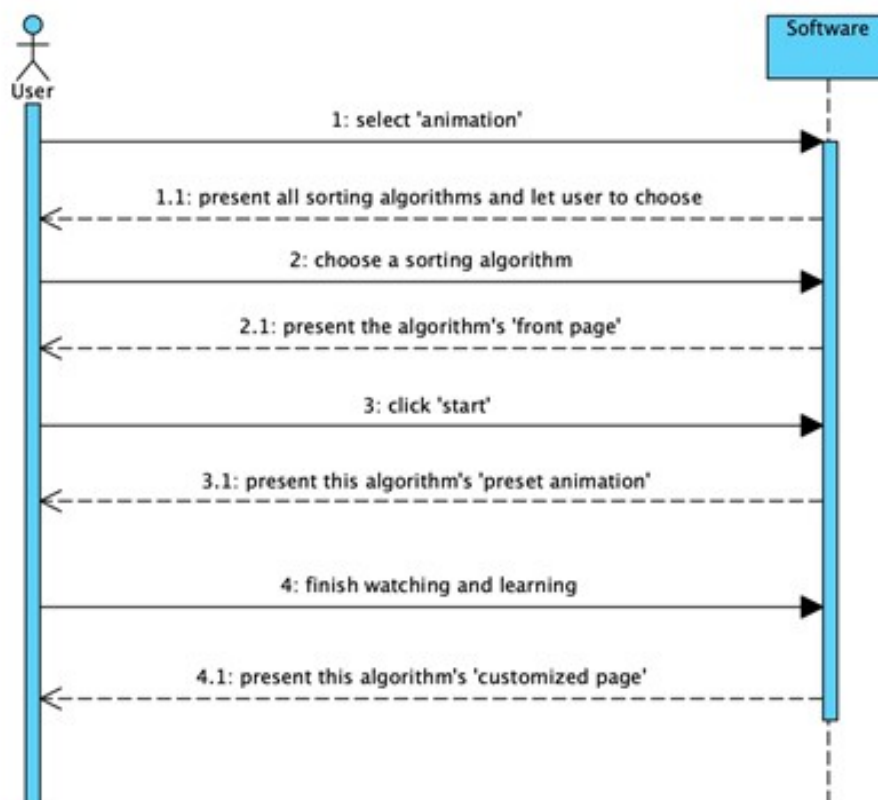 Software
User
1: select 'animation'
1.1: present all sorting algorithms and let user to choose
2: choose a sorting algorithm
2.1: present the algorithm's 'front page'
3: click 'start'
3.1: present this algorithm's 'preset animation'
4: finish watching and learning
4.1: present this algorithm's 'customized page'